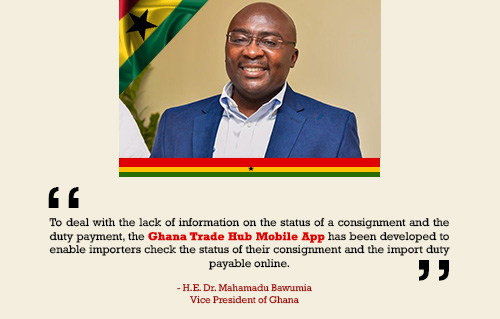 “
To deal with the lack of information on the status of a consignment and the
duty payment, the Ghana Trade Hub Mobile App has been developed to
enable importers check the status of their consignment and the import duty
payable online.
”
- H.E. Dr. Mahamadu Bawumia
Vice President of Ghana